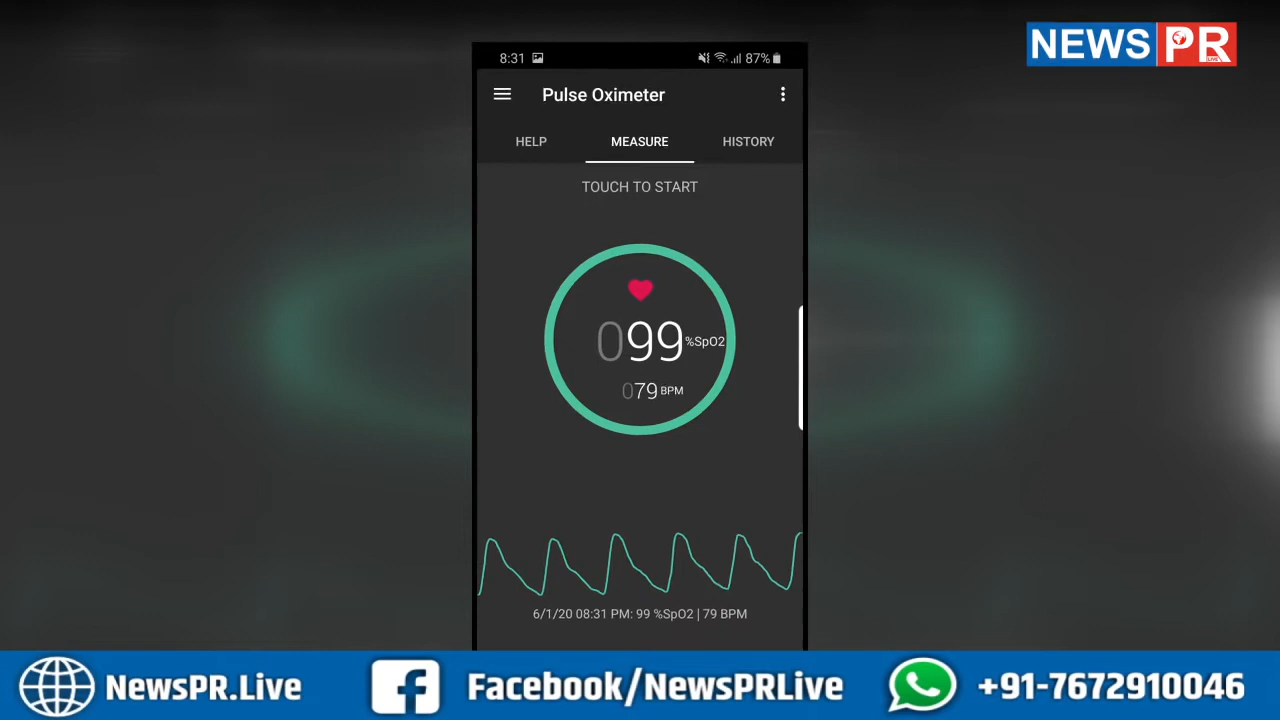 NEWS PR
LIVE
8:31 87%
Pulse Oximeter
HELP MEASURE HISTORY
TOUCH TO START
099 %SpO2
079 BPM
6/1/20 08:31 PM: 99 %SpO2 | 79 BPM
NewsPR.Live Facebook/NewsPRLive +91-7672910046